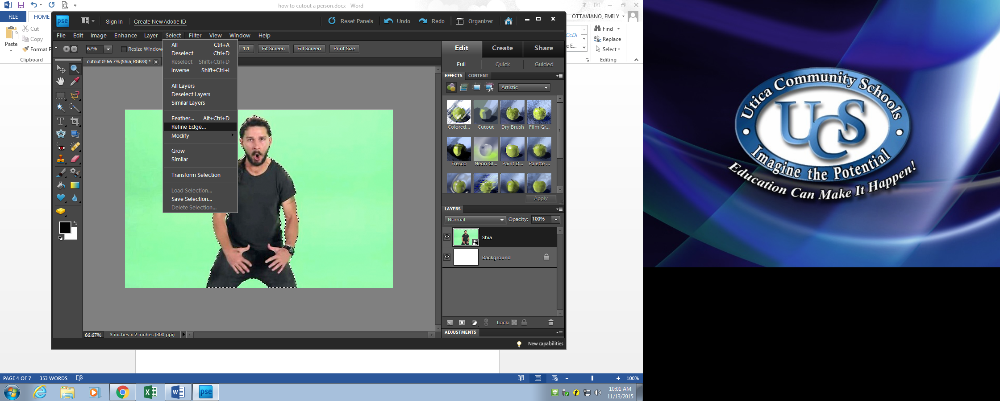 how to cutout a person.docx - Word
FILE
HOME
OTTAVIANO, EMILY
Cut
Copy
Format P
Paste
Clipboard
Find
Replace
Select
Editing
pse
Sign In
Create New Adobe ID
Reset Panels
Undo
Redo
Organizer
File Edit Image Enhance Layer Select Filter View Window Help
67%
Resize Window
1:1
Fit Screen
Fill Screen
Print Size
cutout @ 66.7% (Shia, RGB/8) *
All Ctrl+A
Deselect Ctrl+D
Reselect Shift+Ctrl+D
Inverse Shift+Ctrl+I
All Layers
Deselect Layers
Similar Layers
Feather... Alt+Ctrl+D
Refine Edge...
Modify
Grow
Similar
Transform Selection
Load Selection...
Save Selection...
Delete Selection...
Edit Create Share
Full Quick Guided
EFFECTS CONTENT
Artistic
Colored... Cutout Dry Brush Film Gr...
Fresco Neon Gl... Paint D... Palette ...
Apply
LAYERS
Normal Opacity: 100%
Shia
Background
Lock:
ADJUSTMENTS
66.67% 3 inches x 2 inches (300 ppi)
New capabilities
PAGE 4 OF 7 353 WORDS
100%
pse
10:01 AM
11/13/2015
Utica Community Schools
UCS
Imagine the Potential
Education Can Make It Happen!